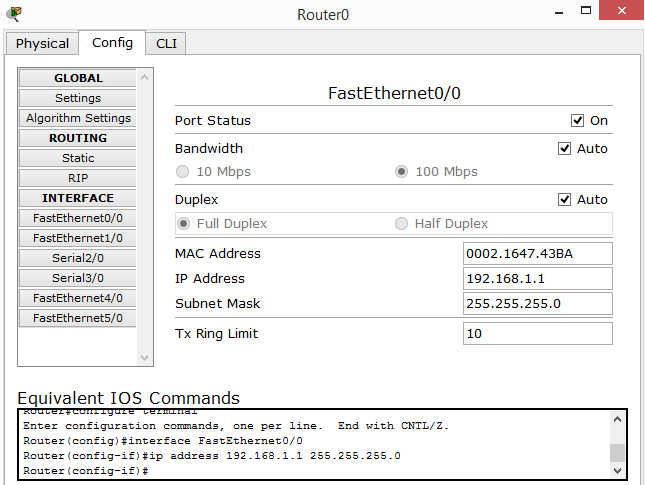 Router0
Physical Config CLI
GLOBAL
Settings
Algorithm Settings
ROUTING
Static
RIP
INTERFACE
FastEthernet0/0
FastEthernet1/0
Serial2/0
Serial3/0
FastEthernet4/0
FastEthernet5/0
FastEthernet0/0
Port Status On
Bandwidth Auto
10 Mbps 100 Mbps
Duplex Auto
Full Duplex Half Duplex
MAC Address 0002.1647.43BA
IP Address 192.168.1.1
Subnet Mask 255.255.255.0
Tx Ring Limit 10
Equivalent IOS Commands
Router#configure terminal
Enter configuration commands, one per line.  End with CNTL/Z.
Router(config)#interface FastEthernet0/0
Router(config-if)#ip address 192.168.1.1 255.255.255.0
Router(config-if)#